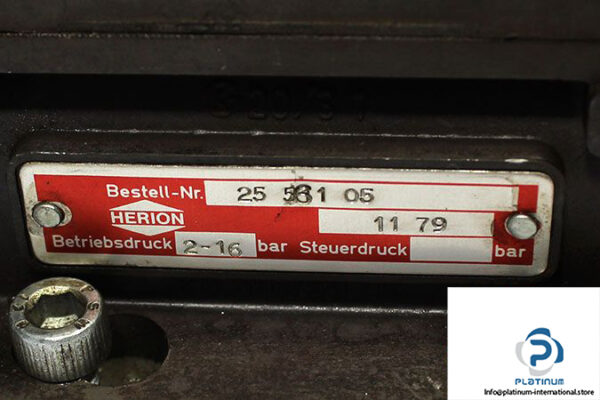 Bestell-Nr. 25 531 05
HERION
11 79
Betriebsdruck 2-16 bar Steuerdruck bar
PLATINUM
Info@platinum-international.store